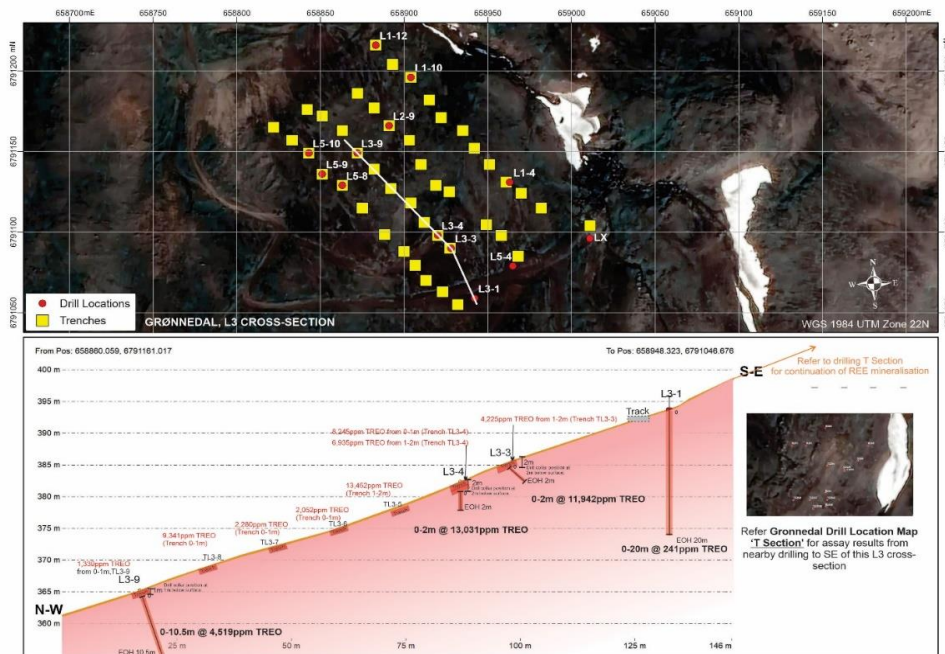 658700mE
658750
658800
658850
658900
658950
659000
659050
659100
659150
659200mE
6791200 mN
6791150
6791100
6791050
L1-12
L1-10
L2-9
L5-10
L3-9
L5-9
L5-8
L1-4
L3-4
L3-3
LX
L5-4
L3-1
Drill Locations
Trenches
GRØNNEDAL, L3 CROSS-SECTION
N
W
E
S
WGS 1984 UTM Zone 22N
From Pos: 658860.059, 6791161.017
To Pos: 658948.323, 6791046.676
Refer to drilling T Section
for continuation of REE mineralisation
S-E
400 m
395 m
390 m
385 m
380 m
375 m
370 m
365 m
360 m
L3-1
Track
4,225ppm TREO from 1-2m (Trench TL3-3)
8,245ppm TREO from 0-1m (Trench TL3-4)
6,935ppm TREO from 1-2m (Trench TL3-4)
L3-3
2m
EOH 2m
0-2m @ 11,942ppm TREO
L3-4
2m
EOH 2m
0-2m @ 13,031ppm TREO
13,452ppm TREO
(Trench 1-2m)
TL3-5
2,052ppm TREO
(Trench 0-1m)
TL3-6
2,280ppm TREO
(Trench 0-1m)
TL3-7
9,341ppm TREO
(Trench 0-1m)
TL3-8
from 0-1m,TL3-9
L3-9
0-10.5m @ 4,519ppm TREO
EOH 10.5m
EOH 20m
0-20m @ 241ppm TREO
N-W
25 m
50 m
75 m
100 m
125 m
146 m
Refer Gronnedal Drill Location Map
'T Section' for assay results from
nearby drilling to SE of this L3 cross-
section